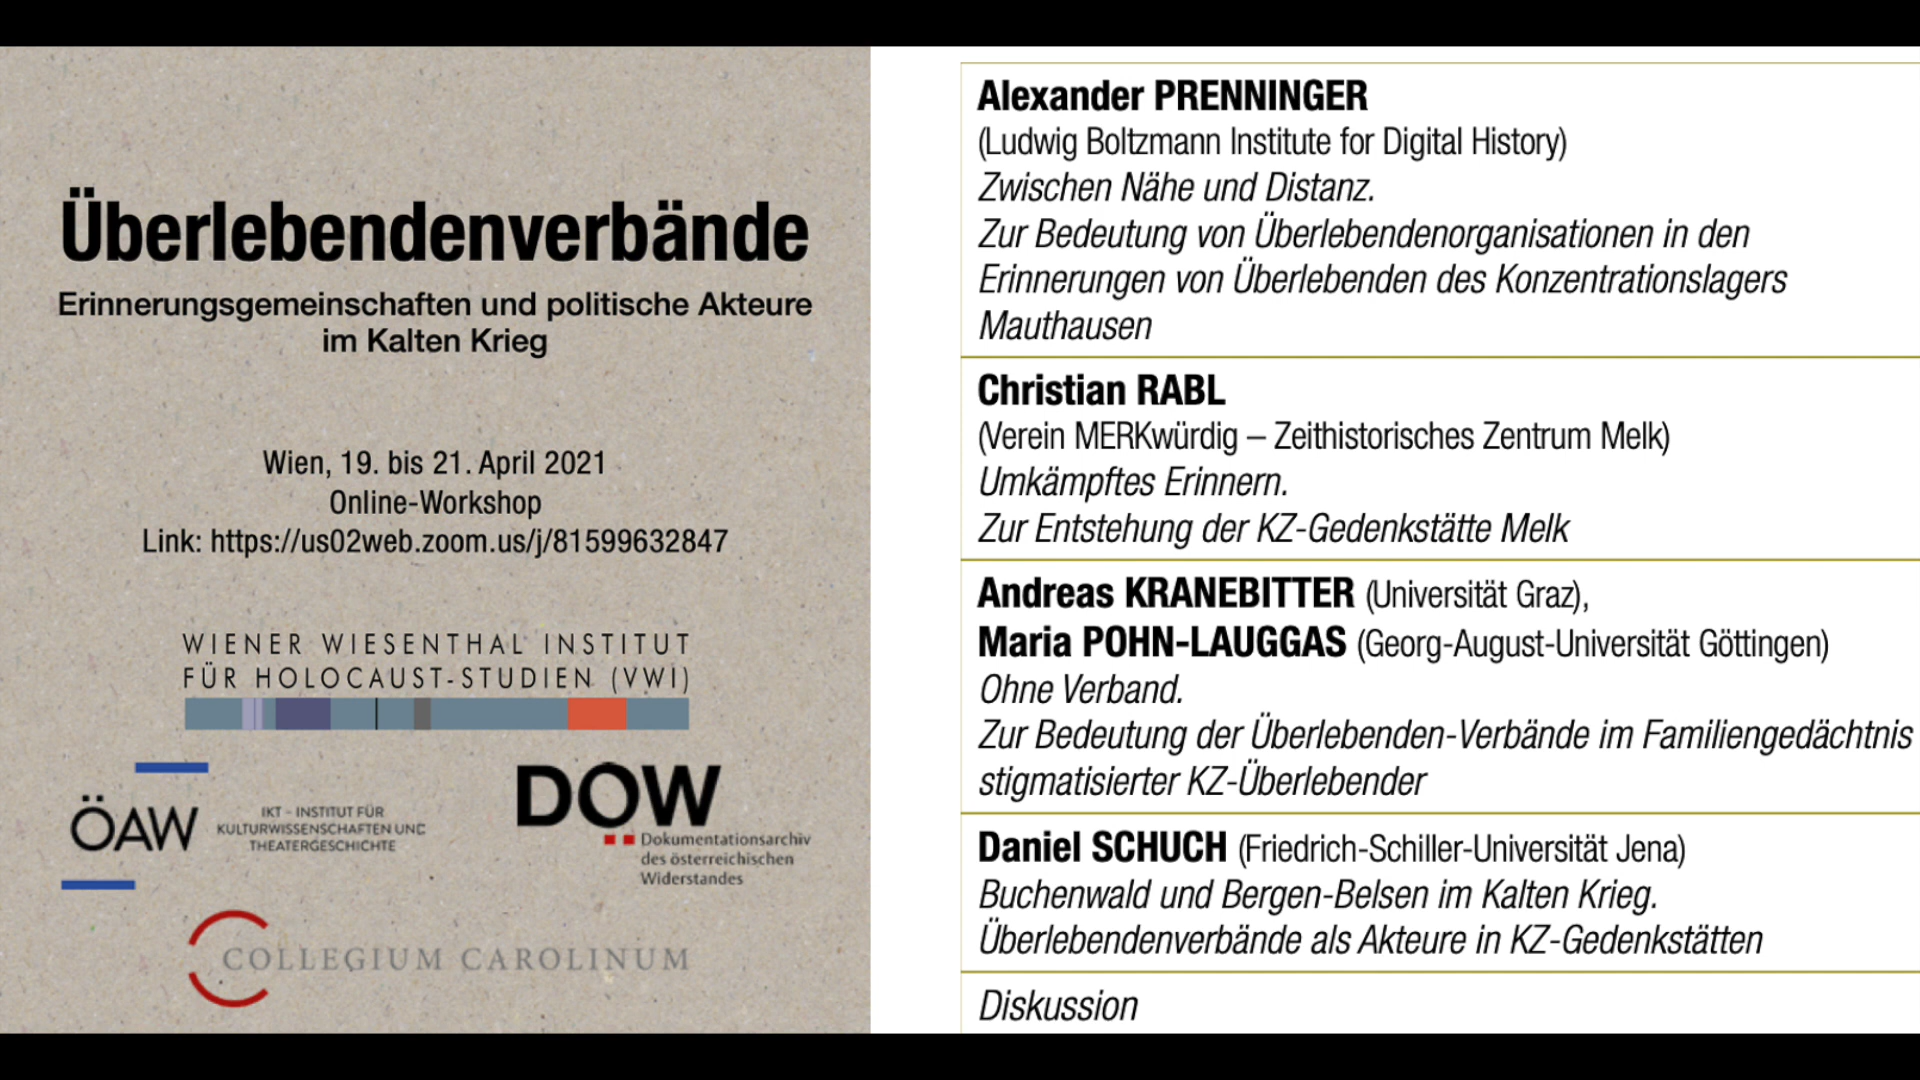 Überlebendenverbände
Erinnerungsgemeinschaften und politische Akteure
im Kalten Krieg
Wien, 19. bis 21. April 2021
Online-Workshop
Link: https://us02web.zoom.us/j/81599632847
WIENER WIESENTHAL INSTITUT
FÜR HOLOCAUST-STUDIEN (VWI)
ÖAW
IKT – INSTITUT FÜR
KULTURWISSENSCHAFTEN UND
THEATERGESCHICHTE
DÖW
Dokumentationsarchiv
des österreichischen
Widerstandes
COLLEGIUM CAROLINUM
Alexander PRENNINGER
(Ludwig Boltzmann Institute for Digital History)
Zwischen Nähe und Distanz.
Zur Bedeutung von Überlebendenorganisationen in den
Erinnerungen von Überlebenden des Konzentrationslagers
Mauthausen
Christian RABL
(Verein MERKwürdig – Zeithistorisches Zentrum Melk)
Umkämpftes Erinnern.
Zur Entstehung der KZ-Gedenkstätte Melk
Andreas KRANEBITTER (Universität Graz),
Maria POHN-LAUGGAS (Georg-August-Universität Göttingen)
Ohne Verband.
Zur Bedeutung der Überlebenden-Verbände im Familiengedächtnis
stigmatisierter KZ-Überlebender
Daniel SCHUCH (Friedrich-Schiller-Universität Jena)
Buchenwald und Bergen-Belsen im Kalten Krieg.
Überlebendenverbände als Akteure in KZ-Gedenkstätten
Diskussion